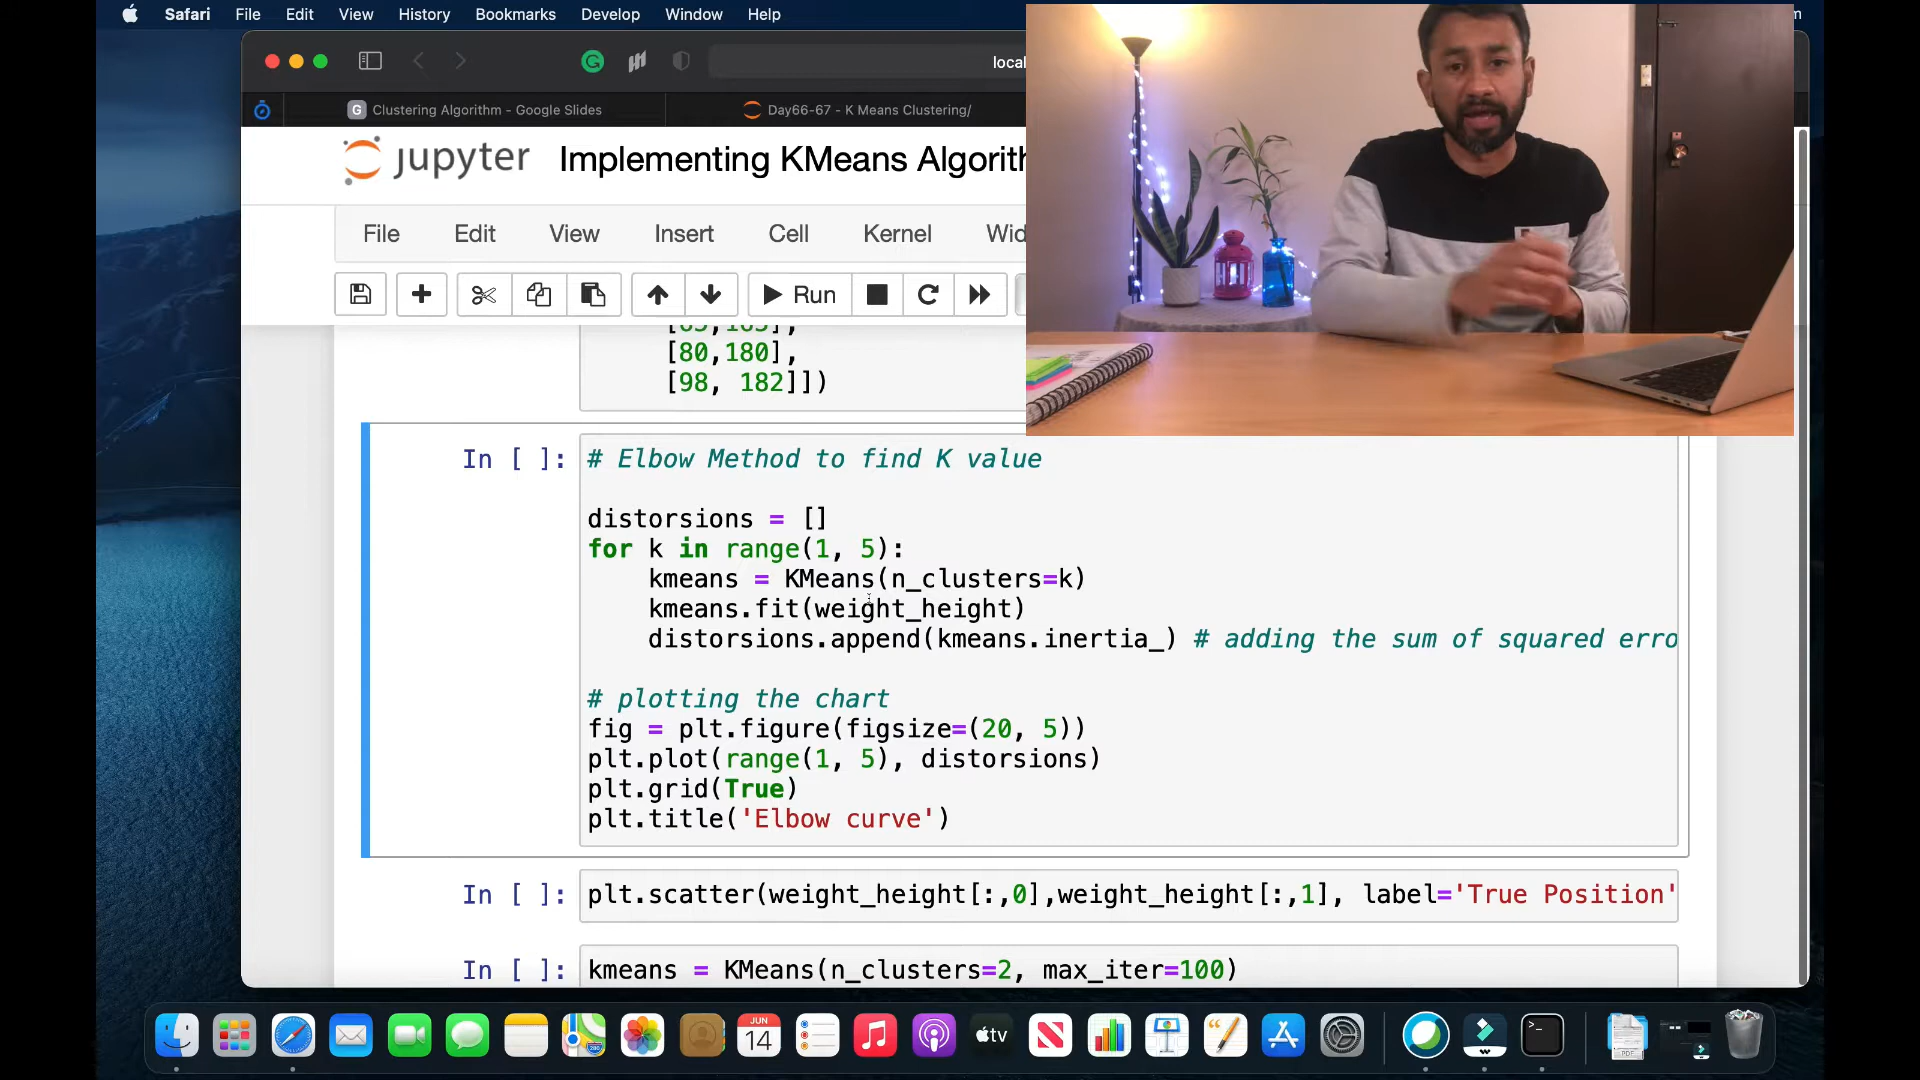 Safari File Edit View History Bookmarks Develop Window Help
local
Clustering Algorithm - Google Slides
Day66-67 - K Means Clustering/
jupyter Implementing KMeans Algorith
File Edit View Insert Cell Kernel Wid
Run
[80,180],
[98, 182]])
In [ ]: # Elbow Method to find K value
distorsions = []
for k in range(1, 5):
kmeans = KMeans(n_clusters=k)
kmeans.fit(weight_height)
distorsions.append(kmeans.inertia_) # adding the sum of squared erro
# plotting the chart
fig = plt.figure(figsize=(20, 5))
plt.plot(range(1, 5), distorsions)
plt.grid(True)
plt.title('Elbow curve')
In [ ]: plt.scatter(weight_height[:,0],weight_height[:,1], label='True Position'
In [ ]: kmeans = KMeans(n_clusters=2, max_iter=100)
JUN
14
tv